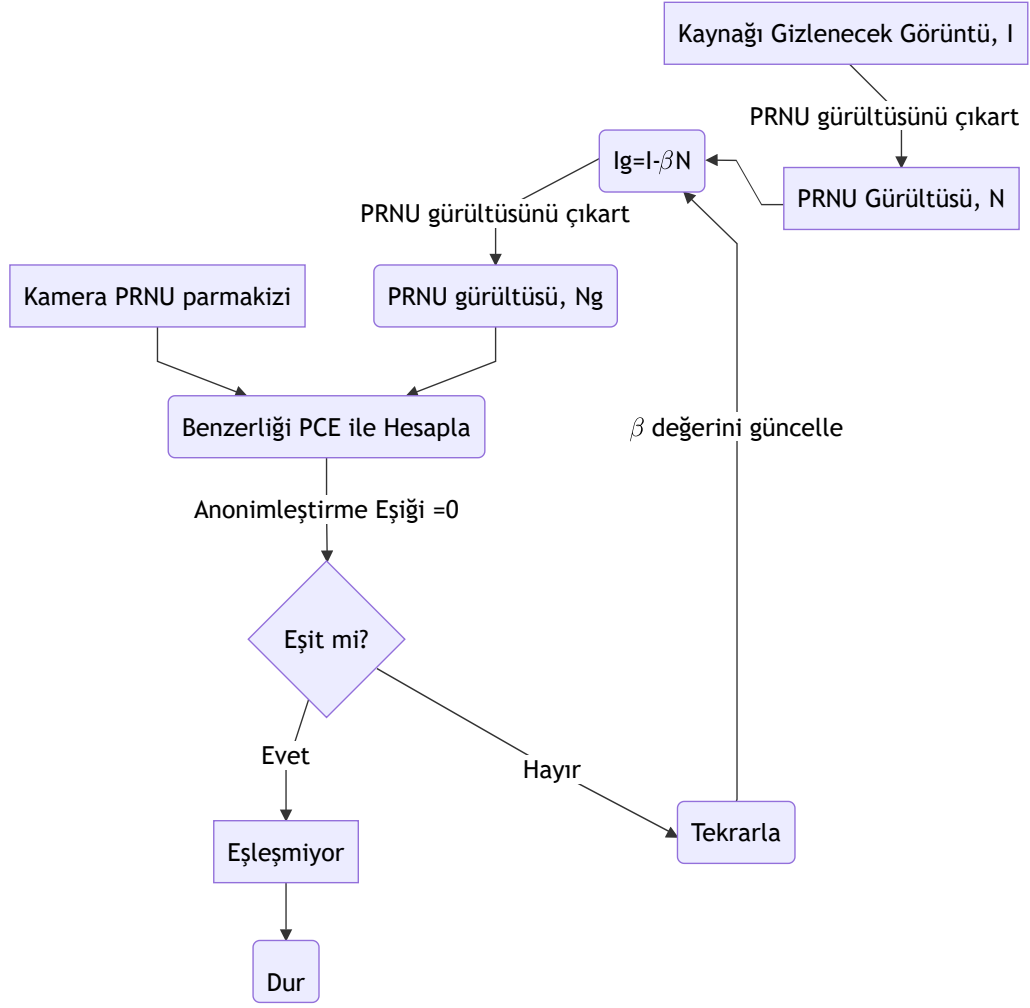 Kaynağı Gizlenecek Görüntü, I
PRNU gürültüsünü çıkart
Ig=I-βN
PRNU Gürültüsü, N
PRNU gürültüsünü çıkart
Kamera PRNU parmakizi
PRNU gürültüsü, Ng
Benzerliği PCE ile Hesapla
β değerini güncelle
Anonimleştirme Eşiği =0
Eşit mi?
Evet
Hayır
Tekrarla
Eşleşmiyor
Dur